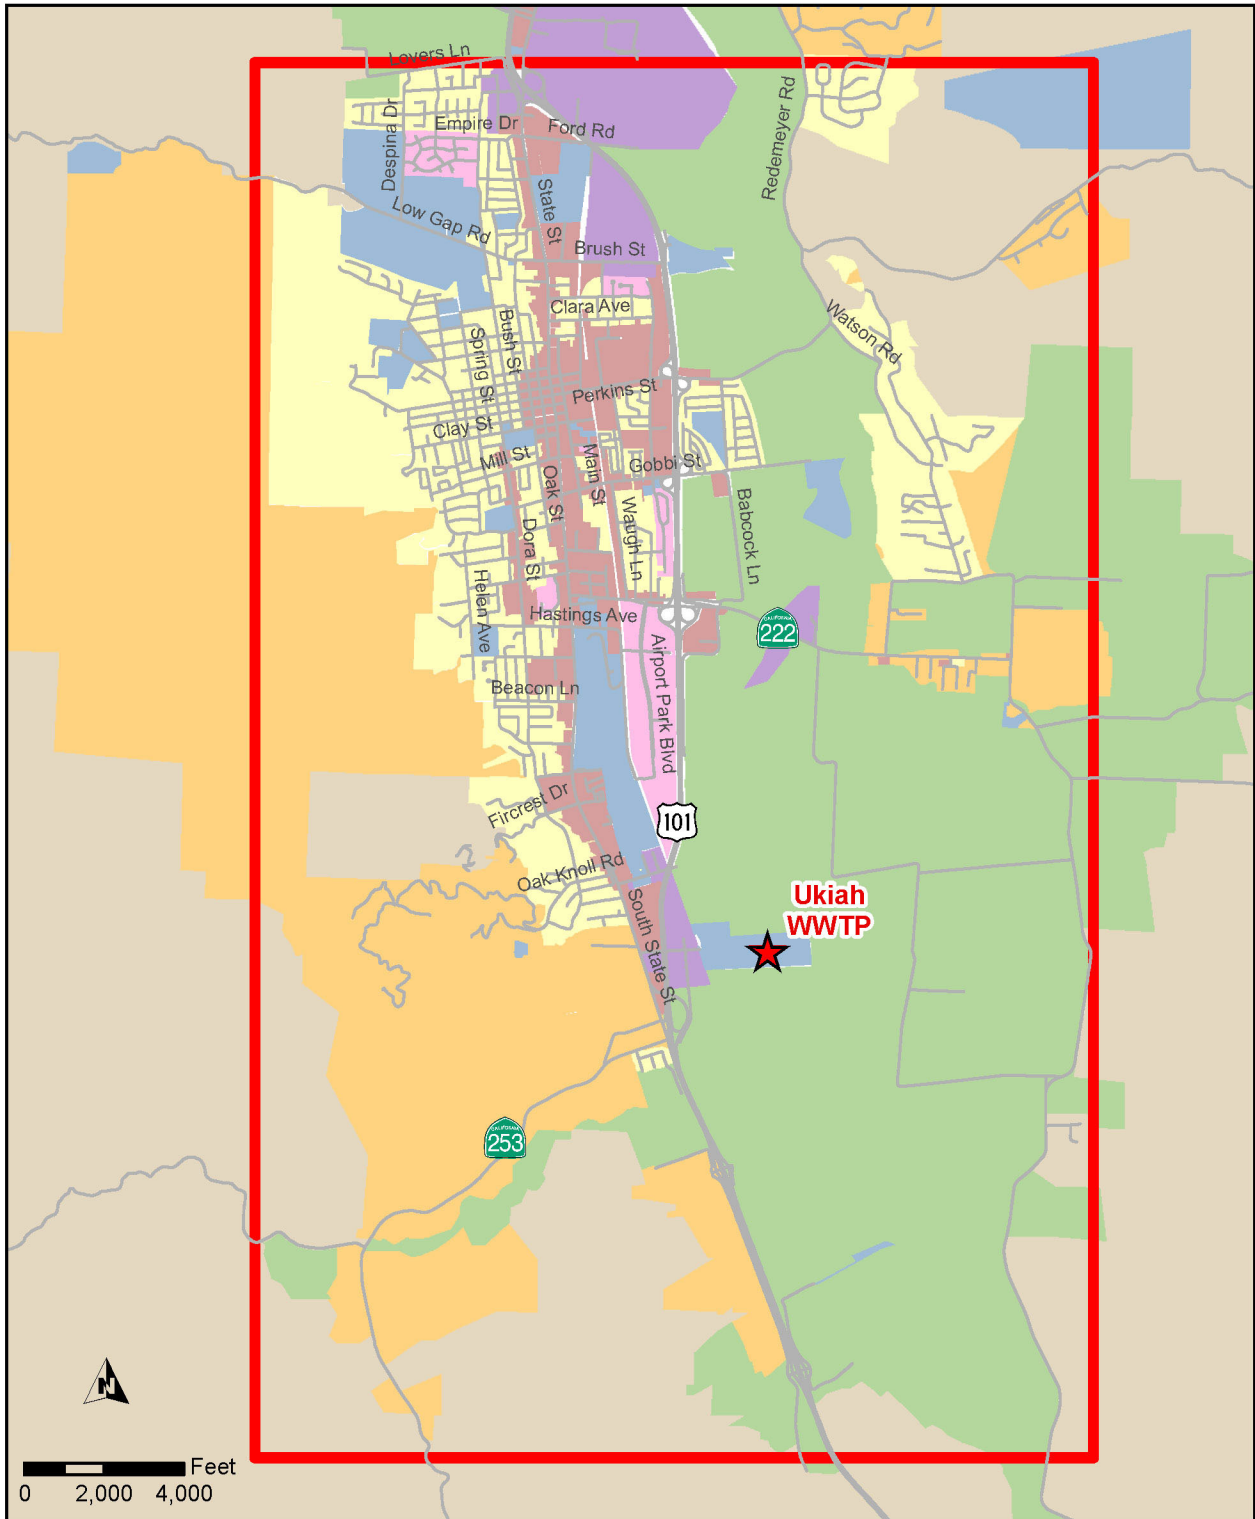 Lovers Ln
Despina Dr
Empire Dr
Ford Rd
Redemeyer Rd
State St
Low Gap Rd
Brush St
Clara Ave
Bush St
Spring St
Watson Rd
Perkins St
Clay St
Mill St
Main St
Gobbi St
Oak St
Waugh Ln
Babcock Ln
Dora St
Helen Ave
Hastings Ave
CALIFORNIA
222
Airport Park Blvd
Beacon Ln
Fircrest Dr
101
Oak Knoll Rd
Ukiah
WWTP
South State St
CALIFORNIA
253
N
Feet
0 2,000 4,000